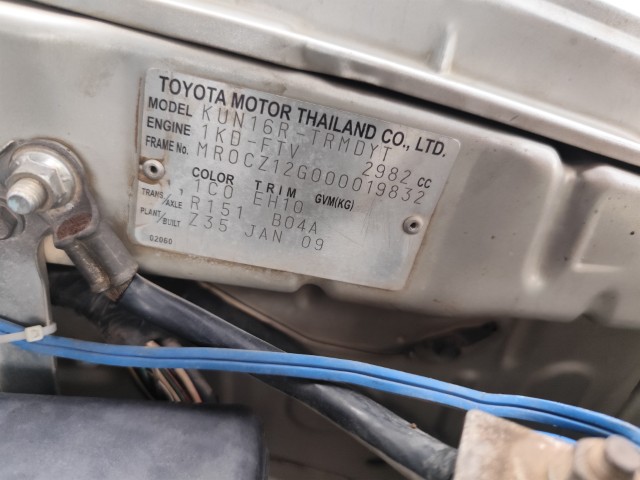 TOYOTA MOTOR THAILAND CO., LTD.
MODEL KUN16R-TRMDYT
ENGINE 1KD-FTV 2982 CC
FRAME No. MR0CZ12G000019832
COLOR TRIM GVM(KG)
1C0 EH10
TRANS./AXLE R151 B04A
PLANT/BUILT Z35 JAN 09
02060